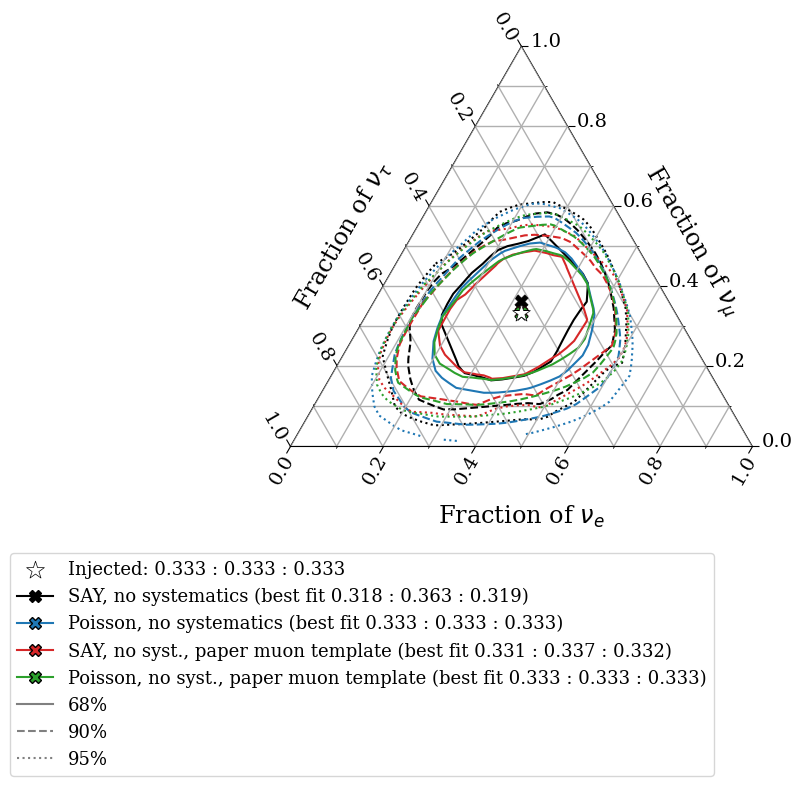 0.0
1.0
0.2
0.8
Fraction of ντ
Fraction of νμ
0.4
0.6
0.6
0.4
0.8
0.2
1.0
0.0
0.0
0.2
0.4
0.6
0.8
1.0
Fraction of νe
Injected: 0.333 : 0.333 : 0.333
SAY, no systematics (best fit 0.318 : 0.363 : 0.319)
Poisson, no systematics (best fit 0.333 : 0.333 : 0.333)
SAY, no syst., paper muon template (best fit 0.331 : 0.337 : 0.332)
Poisson, no syst., paper muon template (best fit 0.333 : 0.333 : 0.333)
68%
90%
95%